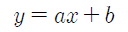 y = ax + b